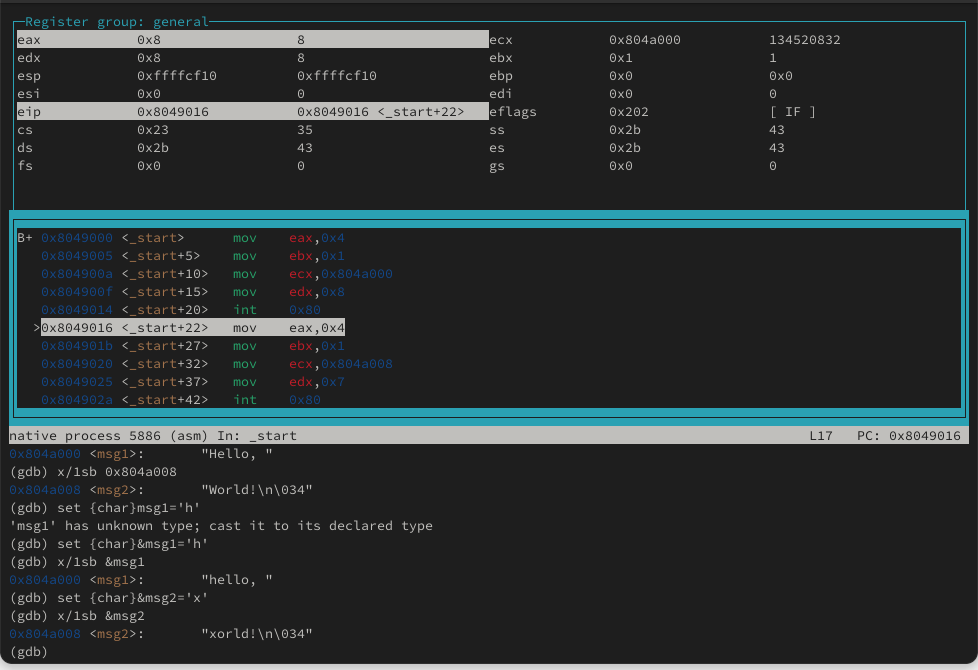 Register group: general
eax 0x8 8 ecx 0x804a000 134520832
edx 0x8 8 ebx 0x1 1
esp 0xffffcf10 0xffffcf10 ebp 0x0 0x0
esi 0x0 0 edi 0x0 0
eip 0x8049016 0x8049016 <_start+22> eflags 0x202 [ IF ]
cs 0x23 35 ss 0x2b 43
ds 0x2b 43 es 0x2b 43
fs 0x0 0 gs 0x0 0
B+ 0x8049000 <_start> mov eax,0x4
0x8049005 <_start+5> mov ebx,0x1
0x804900a <_start+10> mov ecx,0x804a000
0x804900f <_start+15> mov edx,0x8
0x8049014 <_start+20> int 0x80
>0x8049016 <_start+22> mov eax,0x4
0x804901b <_start+27> mov ebx,0x1
0x8049020 <_start+32> mov ecx,0x804a008
0x8049025 <_start+37> mov edx,0x7
0x804902a <_start+42> int 0x80
native process 5886 (asm) In: _start L17 PC: 0x8049016
0x804a000 <msg1>: "Hello, "
(gdb) x/1sb 0x804a008
0x804a008 <msg2>: "World!\n\034"
(gdb) set {char}msg1='h'
'msg1' has unknown type; cast it to its declared type
(gdb) set {char}&msg1='h'
(gdb) x/1sb &msg1
0x804a000 <msg1>: "hello, "
(gdb) set {char}&msg2='x'
(gdb) x/1sb &msg2
0x804a008 <msg2>: "xorld!\n\034"
(gdb)